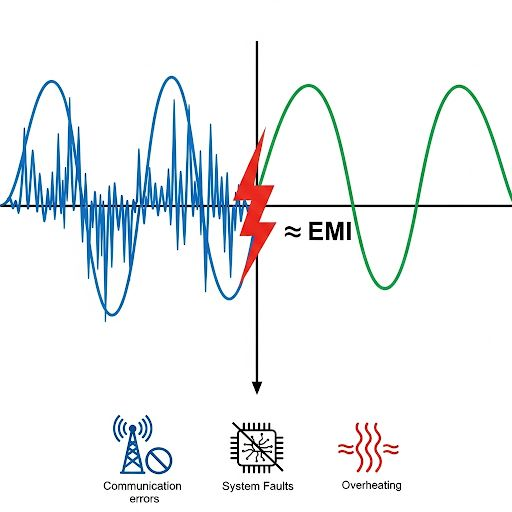 ≈ EMI
Communication
errors
System Faults
Overheating